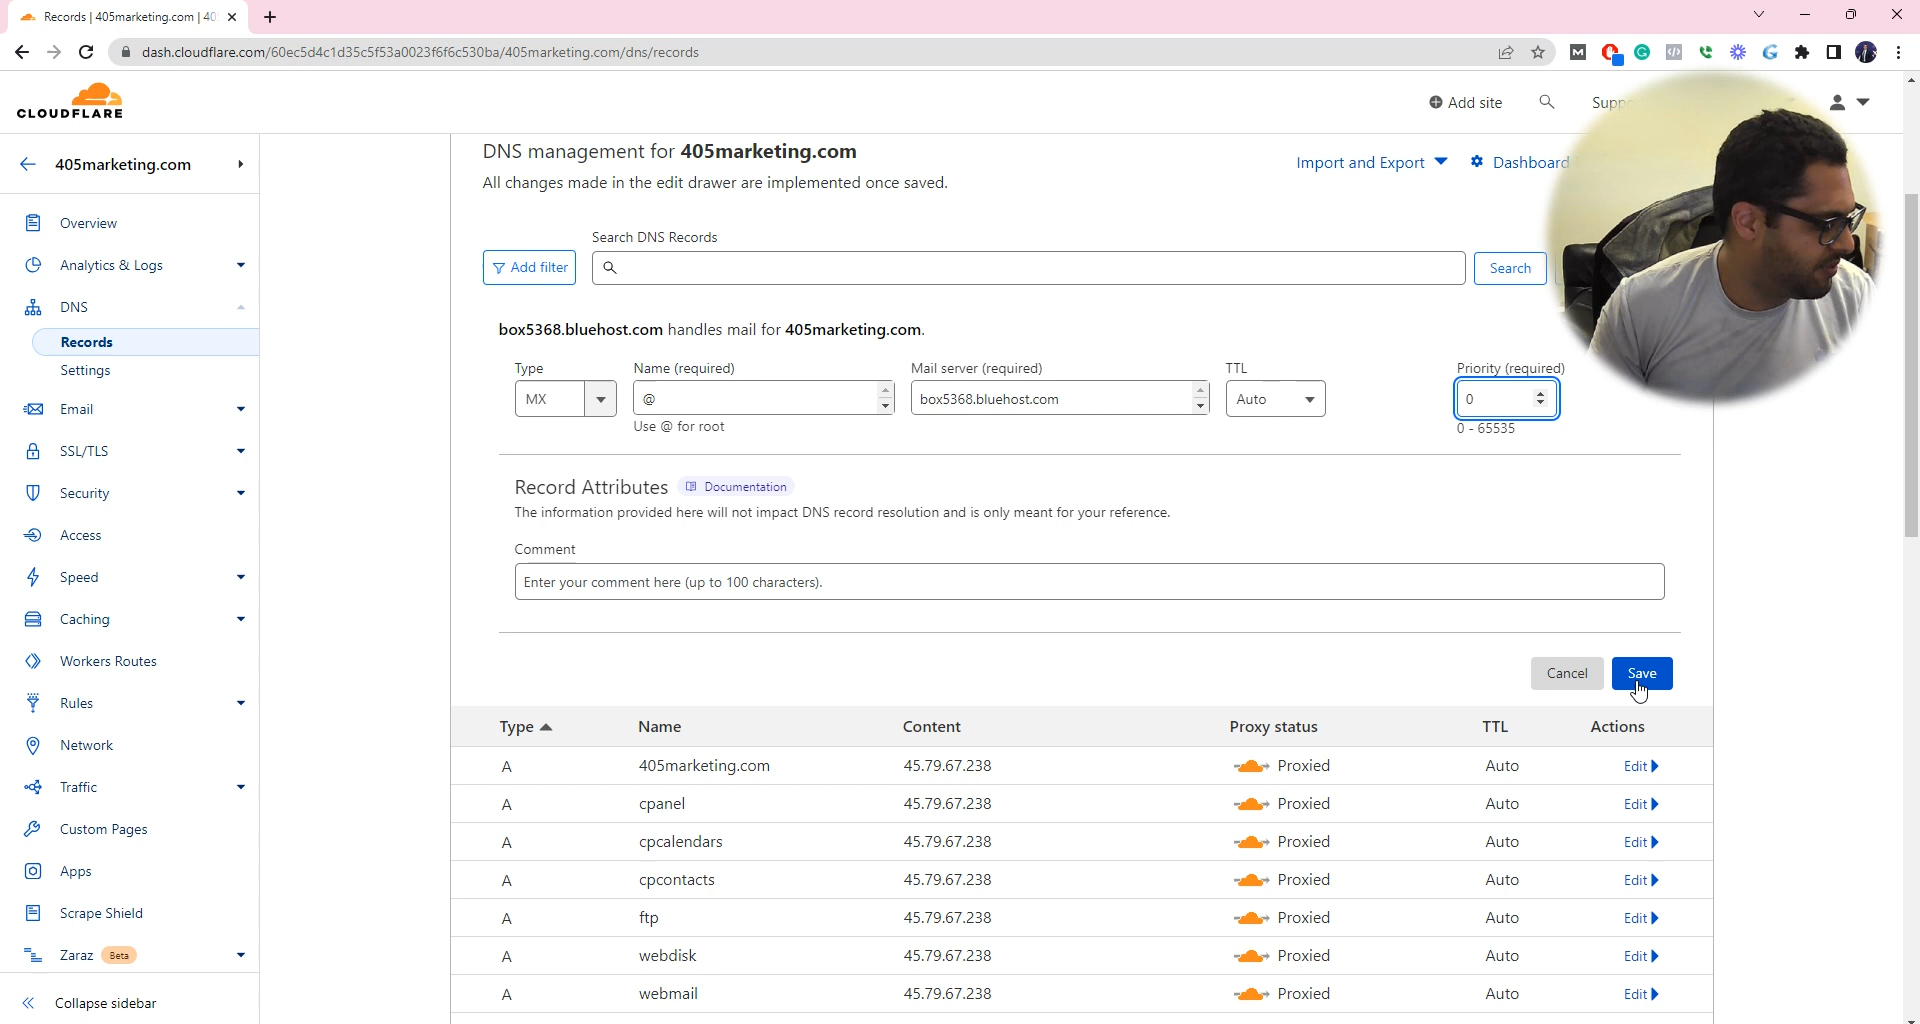 Records | 405marketing.com | 40
dash.cloudflare.com/60ec5d4c1d35c5f53a0023f6f6c530ba/405marketing.com/dns/records
CLOUDFLARE
Add site
Supp
405marketing.com
Overview
Analytics & Logs
DNS
Records
Settings
Email
SSL/TLS
Security
Access
Speed
Caching
Workers Routes
Rules
Network
Traffic
Custom Pages
Apps
Scrape Shield
Zaraz Beta
Collapse sidebar
DNS management for 405marketing.com
All changes made in the edit drawer are implemented once saved.
Import and Export
Dashboard
Search DNS Records
Add filter
Search
box5368.bluehost.com handles mail for 405marketing.com.
Type Name (required) Mail server (required) TTL Priority (required)
MX @ box5368.bluehost.com Auto 0
Use @ for root 0 - 65535
Record Attributes Documentation
The information provided here will not impact DNS record resolution and is only meant for your reference.
Comment
Enter your comment here (up to 100 characters).
Cancel Save
Type Name Content Proxy status TTL Actions
A 405marketing.com 45.79.67.238 Proxied Auto Edit
A cpanel 45.79.67.238 Proxied Auto Edit
A cpcalendars 45.79.67.238 Proxied Auto Edit
A cpcontacts 45.79.67.238 Proxied Auto Edit
A ftp 45.79.67.238 Proxied Auto Edit
A webdisk 45.79.67.238 Proxied Auto Edit
A webmail 45.79.67.238 Proxied Auto Edit